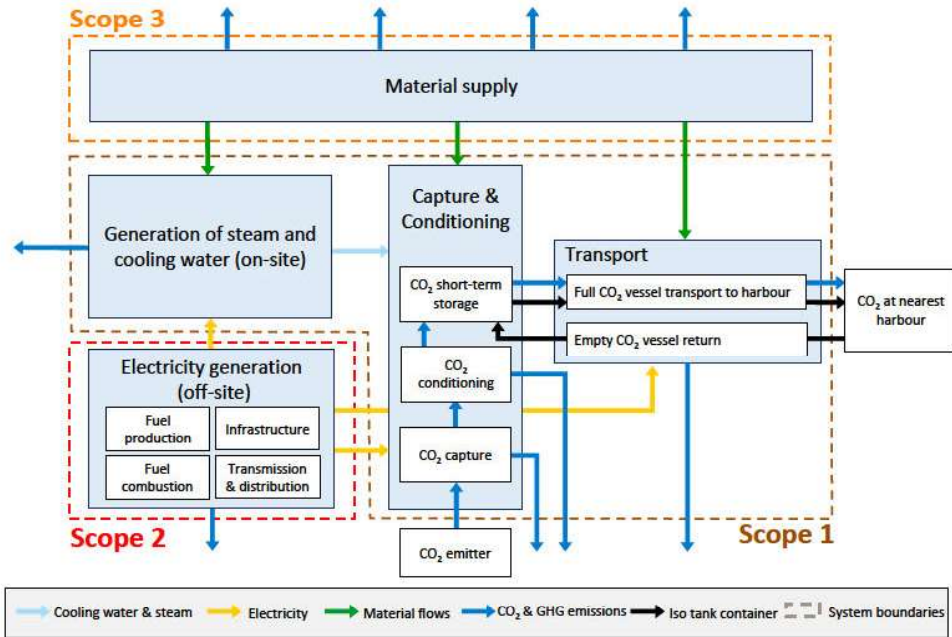 Scope 3
Material supply
Generation of steam and
cooling water (on-site)
Capture &
Conditioning
CO₂ short-term
storage
Transport
Full CO₂ vessel transport to harbour
Empty CO₂ vessel return
CO₂ at nearest
harbour
Electricity generation
(off-site)
Fuel
production
Infrastructure
Fuel
combustion
Transmission
& distribution
CO₂
conditioning
CO₂ capture
Scope 2
Scope 1
CO₂ emitter
Cooling water & steam
Electricity
Material flows
CO₂ & GHG emissions
Iso tank container
System boundaries